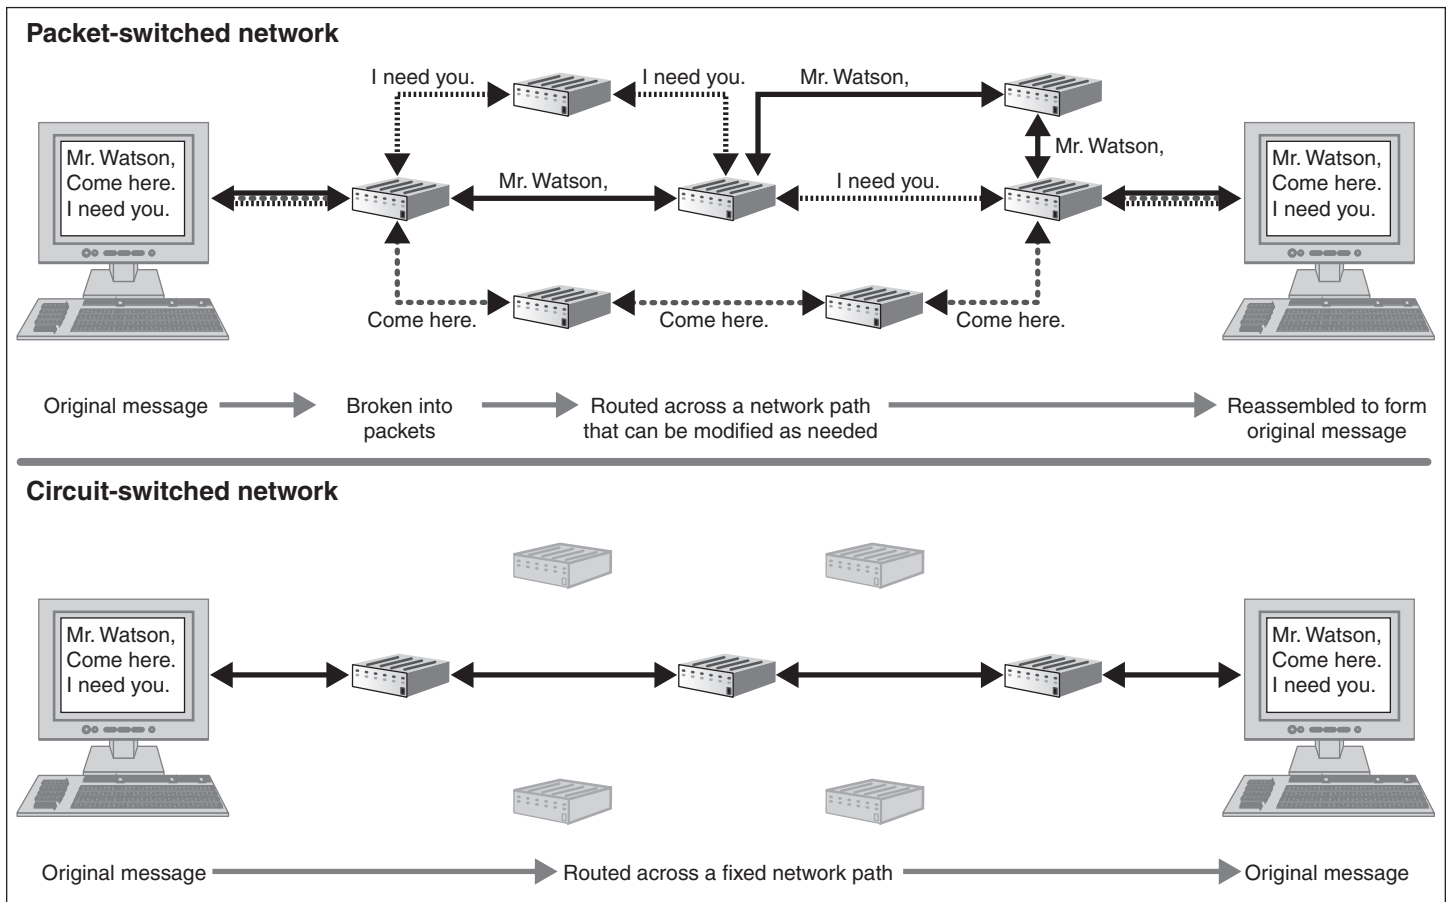 Packet-switched network
I need you.
I need you.
Mr. Watson,
Mr. Watson,
Come here.
I need you.
Mr. Watson,
I need you.
Mr. Watson,
Mr. Watson,
Come here.
I need you.
Come here.
Come here.
Come here.
Original message
Broken into
packets
Routed across a network path
that can be modified as needed
Reassembled to form
original message
Circuit-switched network
Mr. Watson,
Come here.
I need you.
Mr. Watson,
Come here.
I need you.
Original message
Routed across a fixed network path
Original message